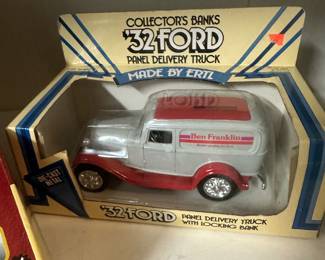 COLLECTOR'S BANKS
'32 FORD
PANEL DELIVERY TRUCK
MADE BY ERTL
Ben Franklin
DIE-CAST
METAL
'32 FORD
PANEL DELIVERY TRUCK
WITH LOCKING BANK